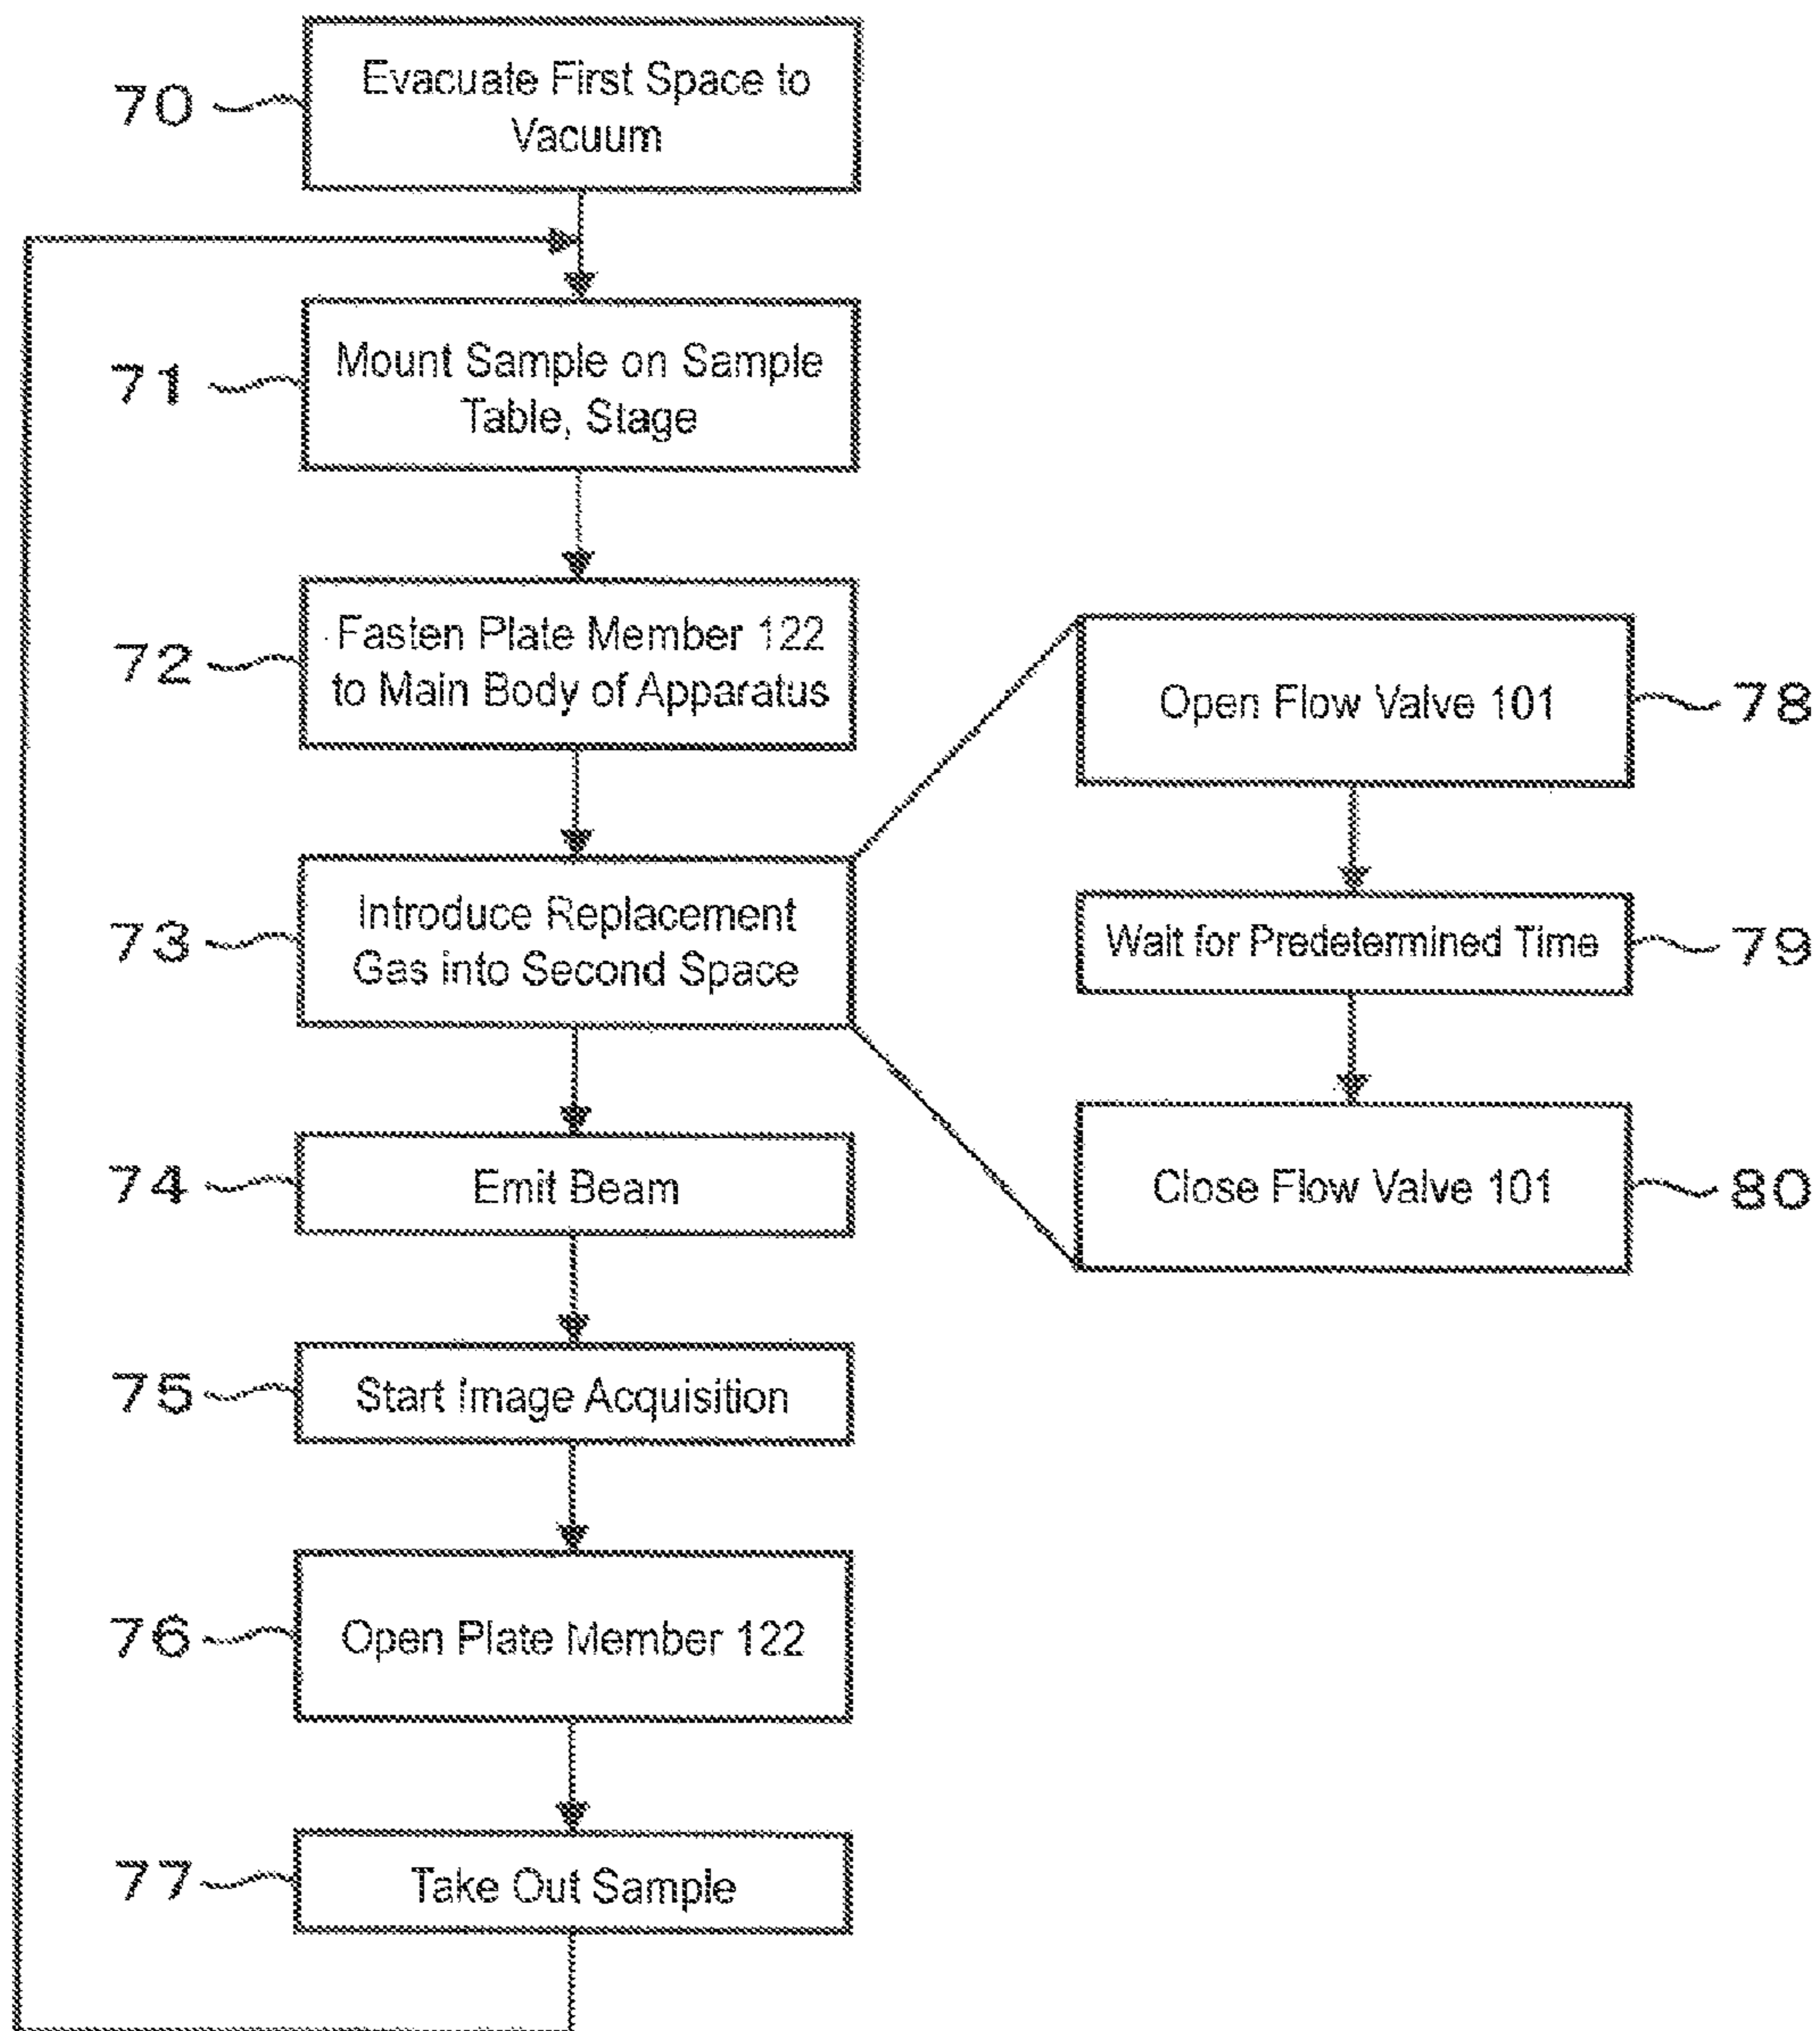 70
Evacuate First Space to
Vacuum
71
Mount Sample on Sample
Table, Stage
72
Fasten Plate Member 122
to Main Body of Apparatus
73
Introduce Replacement
Gas into Second Space
74
Emit Beam
75
Start Image Acquisition
76
Open Plate Member 122
77
Take Out Sample
Open Flow Valve 101
78
Wait for Predetermined Time
79
Close Flow Valve 101
80